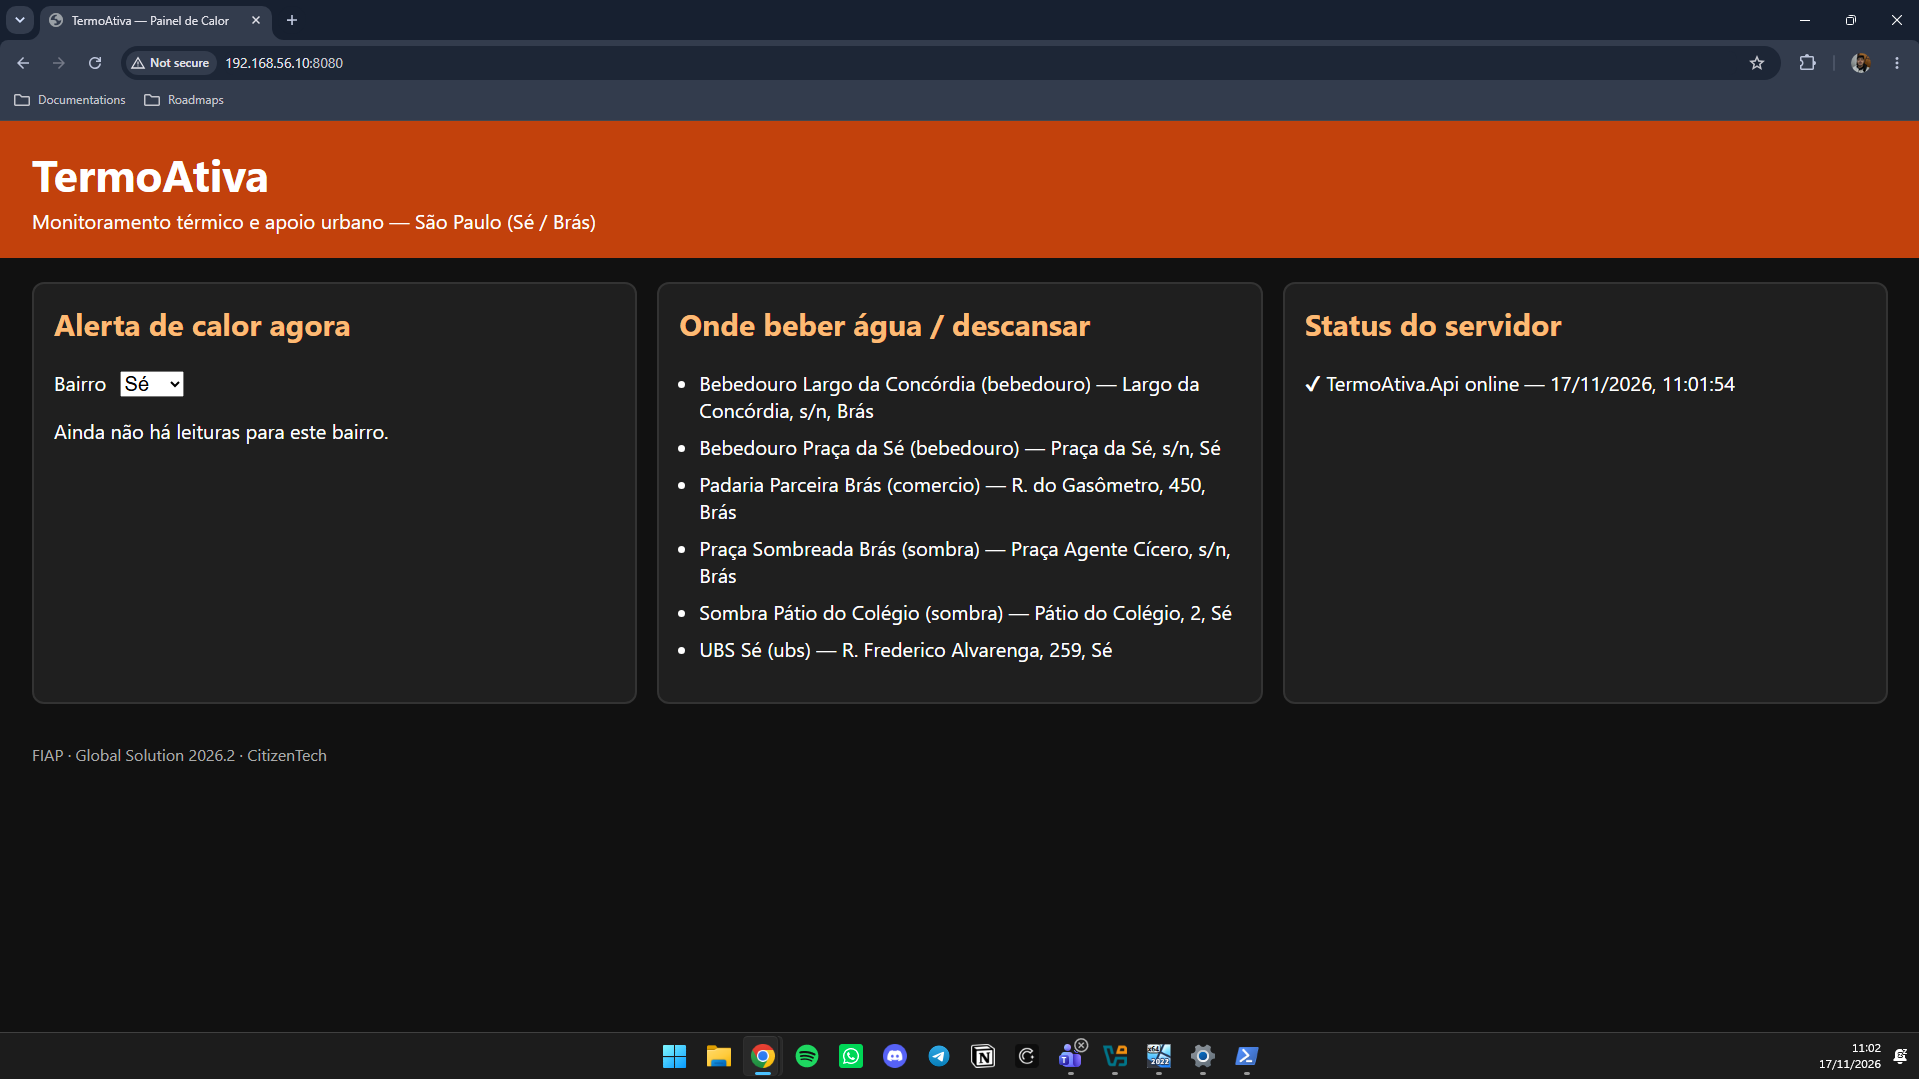 TermoAtiva — Painel de Calor
Not secure
192.168.56.10:8080
Documentations
Roadmaps
TermoAtiva
Monitoramento térmico e apoio urbano — São Paulo (Sé / Brás)
Alerta de calor agora
Bairro Sé
Ainda não há leituras para este bairro.
Onde beber água / descansar
Bebedouro Largo da Concórdia (bebedouro) — Largo da
Concórdia, s/n, Brás
Bebedouro Praça da Sé (bebedouro) — Praça da Sé, s/n, Sé
Padaria Parceira Brás (comercio) — R. do Gasômetro, 450,
Brás
Praça Sombreada Brás (sombra) — Praça Agente Cícero, s/n,
Brás
Sombra Pátio do Colégio (sombra) — Pátio do Colégio, 2, Sé
UBS Sé (ubs) — R. Frederico Alvarenga, 259, Sé
Status do servidor
✓ TermoAtiva.Api online — 17/11/2026, 11:01:54
FIAP · Global Solution 2026.2 · CitizenTech
x64
2022
11:02
17/11/2026